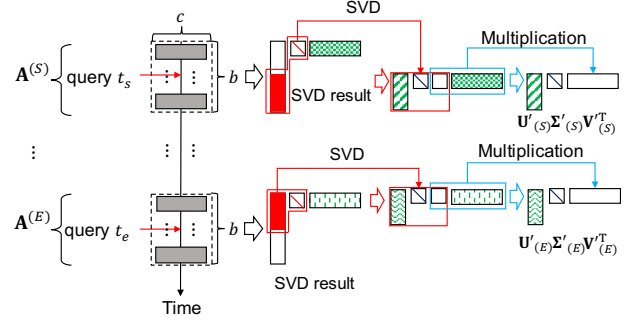 c
SVD
Multiplication
A^(S)
query t_s
⋮
⋮
b
SVD result
U'_(S)Σ'_(S)V'^T_(S)
⋮
⋮
SVD
Multiplication
A^(E)
query t_e
⋮
⋮
b
SVD result
U'_(E)Σ'_(E)V'^T_(E)
Time